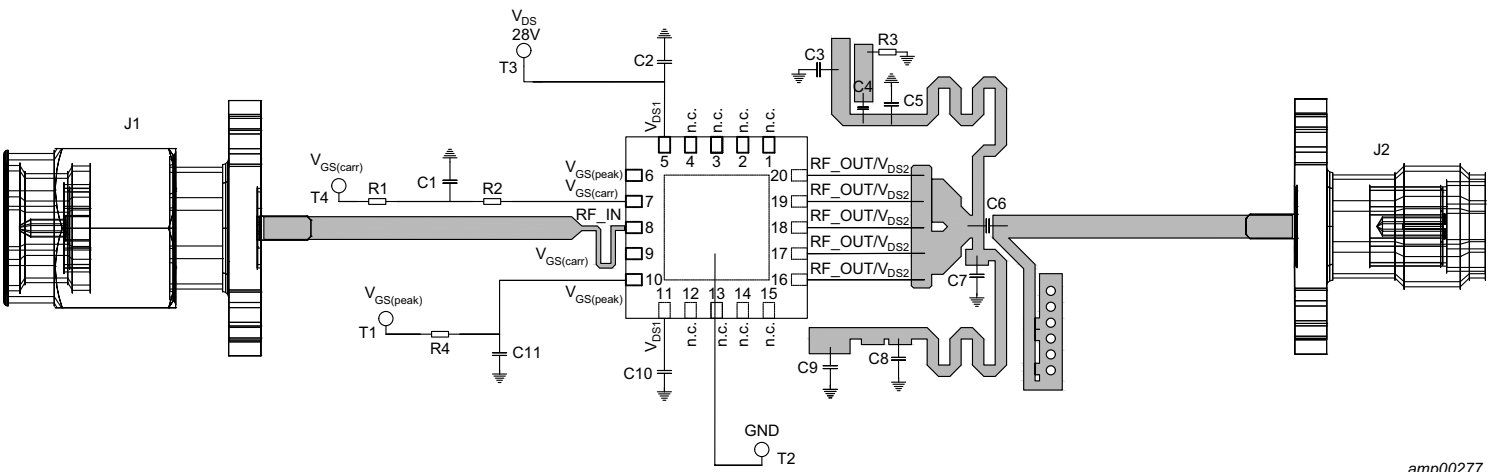 V_DS
28V
T3
C2
C3
R3
C4
C5
J1
J2
V_DS1
n.c.
n.c.
n.c.
n.c.
5
4
3
2
1
V_GS(carr)
T4
R1
C1
R2
V_GS(peak)
6
V_GS(carr)
7
RF_IN
8
V_GS(carr)
9
10
V_GS(peak)
20
RF_OUT/V_DS2
19
RF_OUT/V_DS2
18
RF_OUT/V_DS2
17
RF_OUT/V_DS2
16
RF_OUT/V_DS2
C6
C7
V_GS(peak)
T1
R4
C11
11
12
13
14
15
V_DS1
n.c.
n.c.
n.c.
n.c.
C10
C9
C8
GND
T2
amp00277